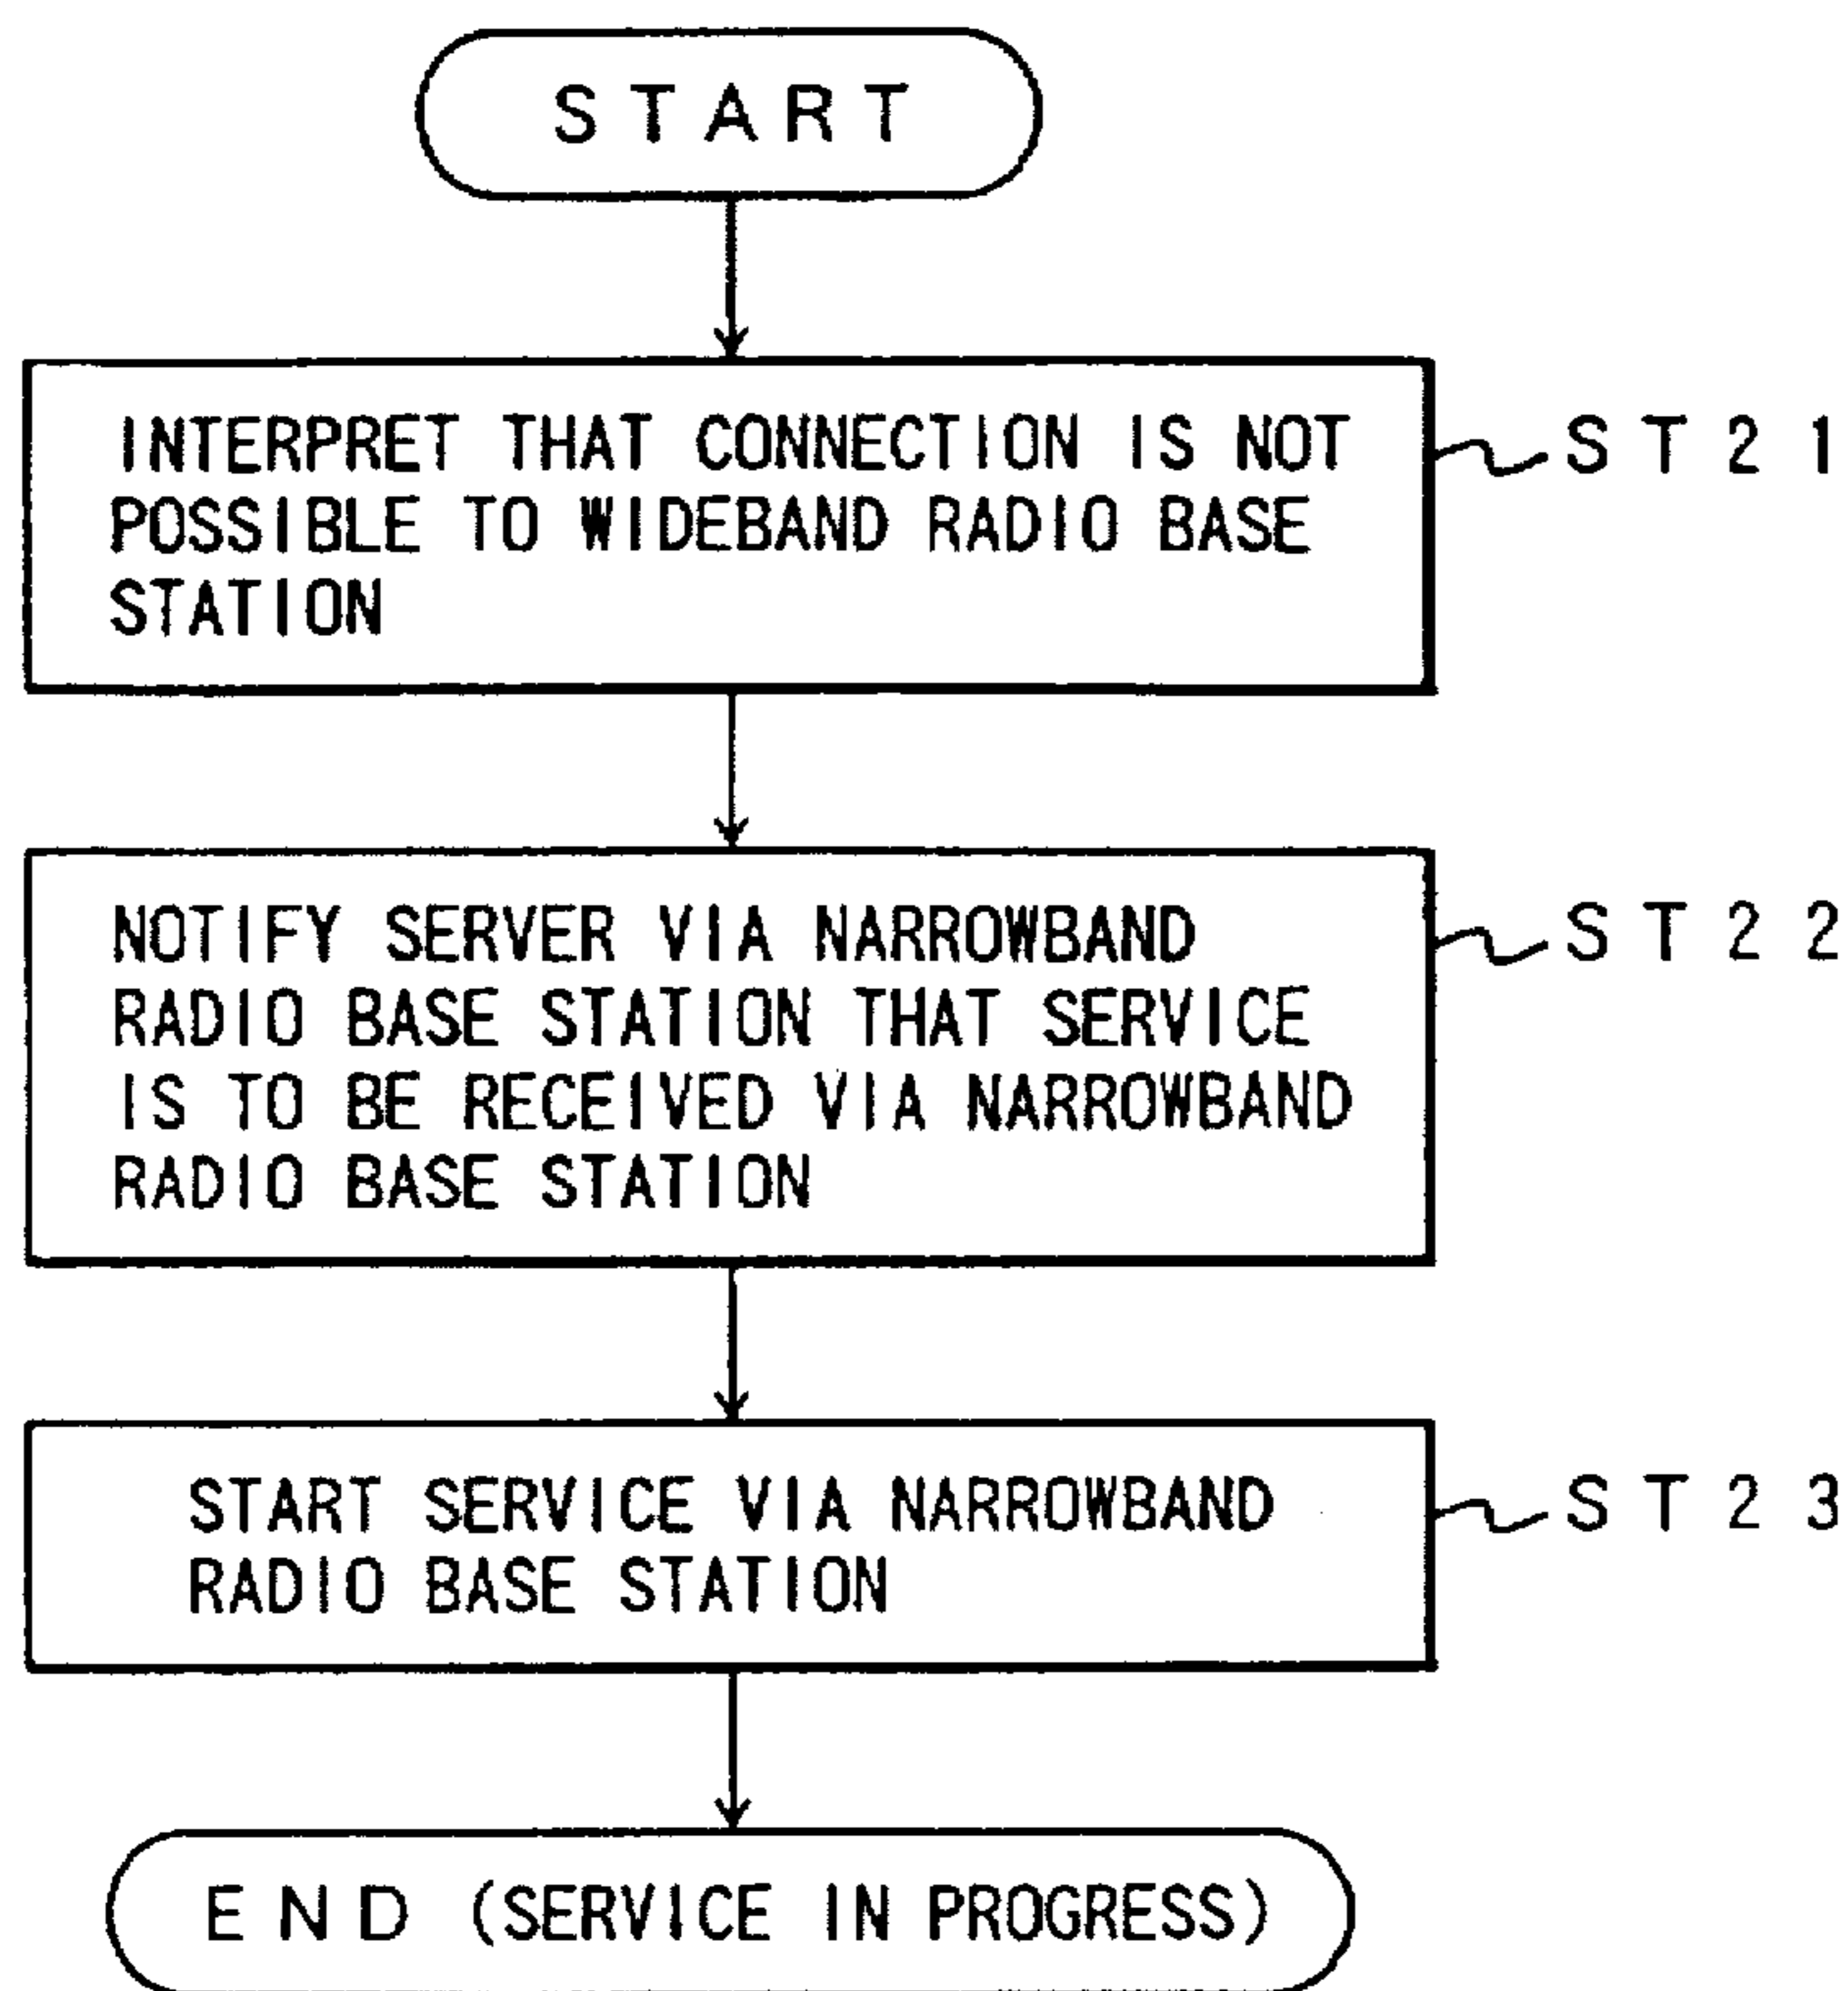 START
INTERPRET THAT CONNECTION IS NOT
POSSIBLE TO WIDEBAND RADIO BASE
STATION
ST21
NOTIFY SERVER VIA NARROWBAND
RADIO BASE STATION THAT SERVICE
IS TO BE RECEIVED VIA NARROWBAND
RADIO BASE STATION
ST22
START SERVICE VIA NARROWBAND
RADIO BASE STATION
ST23
END (SERVICE IN PROGRESS)